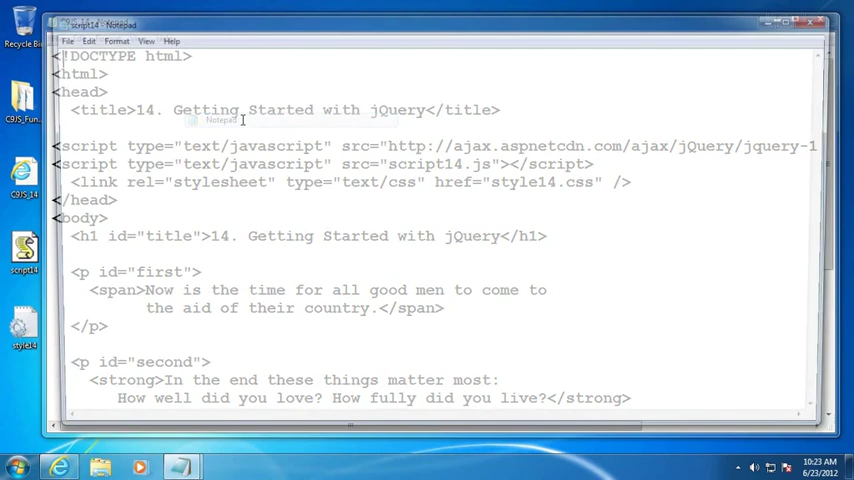 script14 - Notepad
File Edit Format View Help
<!DOCTYPE html>
<html>
<head>
<title>14. Getting Started with jQuery</title>
Notepad
<script type="text/javascript" src="http://ajax.aspnetcdn.com/ajax/jQuery/jquery-1
<script type="text/javascript" src="script14.js"></script>
<link rel="stylesheet" type="text/css" href="style14.css" />
</head>
<body>
<h1 id="title">14. Getting Started with jQuery</h1>
<p id="first">
<span>Now is the time for all good men to come to
the aid of their country.</span>
</p>
<p id="second">
<strong>In the end these things matter most:
How well did you love? How fully did you live?</strong>
Recycle Bin
C9JS_Fun...
C9JS_14
script14
style14
10:23 AM
6/23/2012